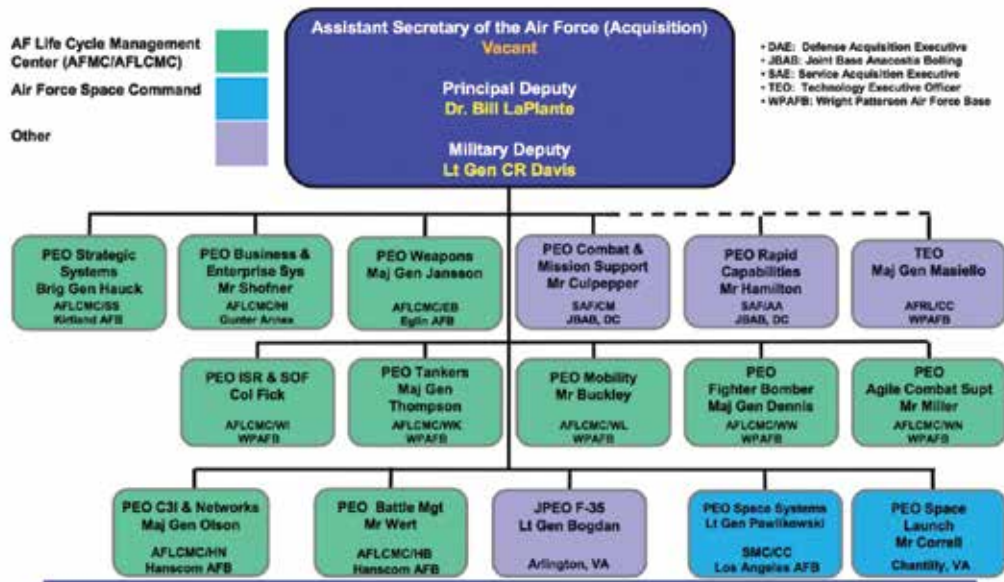 AF Life Cycle Management
Center (AFMC/AFLCMC)
Air Force Space Command
Other
Assistant Secretary of the Air Force (Acquisition)
Vacant
Principal Deputy
Dr. Bill LaPlante
Military Deputy
Lt Gen CR Davis
• DAE: Defense Acquisition Executive
• JBAB: Joint Base Anacostia Bolling
• SAE: Service Acquisition Executive
• TEO: Technology Executive Officer
• WPAFB: Wright Patterson Air Force Base
PEO Strategic
Systems
Brig Gen Hauck
AFLCMC/SS
Kirtland AFB
PEO Business &
Enterprise Sys
Mr Shofner
AFLCMC/HI
Gunter Annex
PEO Weapons
Maj Gen Jansson
AFLCMC/EB
Eglin AFB
PEO Combat &
Mission Support
Mr Culpepper
SAF/CM
JBAB, DC
PEO Rapid
Capabilities
Mr Hamilton
SAF/AA
JBAB, DC
TEO
Maj Gen Masiello
AFRL/CC
WPAFB
PEO ISR & SOF
Col Fick
AFLCMC/WI
WPAFB
PEO Tankers
Maj Gen
Thompson
AFLCMC/WK
WPAFB
PEO Mobility
Mr Buckley
AFLCMC/WL
WPAFB
PEO
Fighter Bomber
Maj Gen Dennis
AFLCMC/WW
WPAFB
PEO
Agile Combat Supt
Mr Miller
AFLCMC/WN
WPAFB
PEO C3I & Networks
Maj Gen Olson
AFLCMC/HN
Hanscom AFB
PEO Battle Mgt
Mr Wert
AFLCMC/HB
Hanscom AFB
JPEO F-35
Lt Gen Bogdan
Arlington, VA
PEO Space Systems
Lt Gen Pawlikowski
SMC/CC
Los Angeles AFB
PEO Space
Launch
Mr Correll
Chantilly, VA